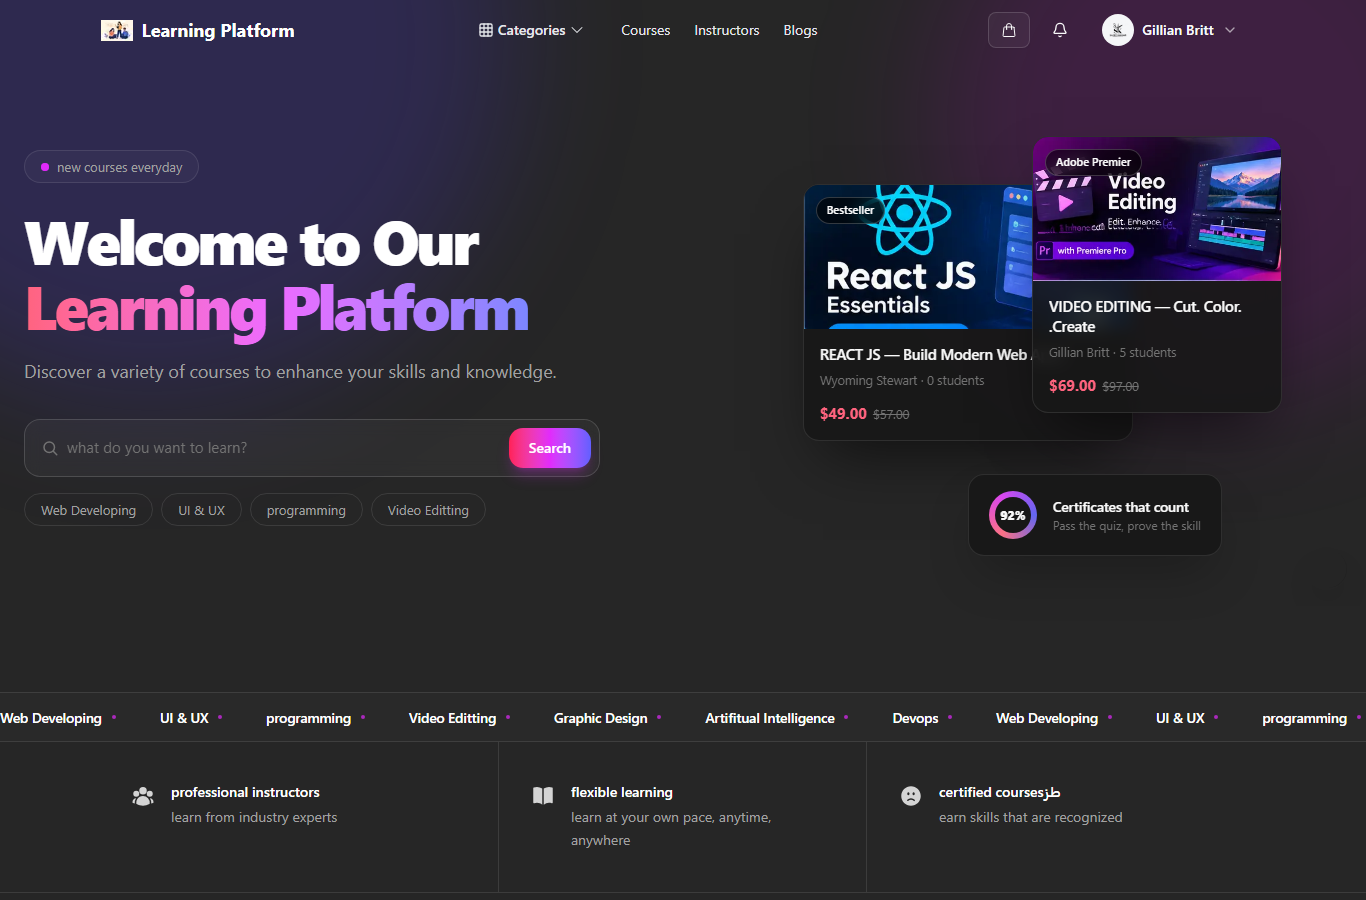 Learning Platform
Categories
Courses
Instructors
Blogs
Gillian Britt
new courses everyday
Welcome to Our
Learning Platform
Discover a variety of courses to enhance your skills and knowledge.
what do you want to learn?
Search
Web Developing
UI & UX
programming
Video Editting
Bestseller
React JS
Essentials
REACT JS — Build Modern Web
Wyoming Stewart · 0 students
$49.00 $57.00
Adobe Premier
Video
Editing
Edit. Enhance.
Pr with Premiere Pro
VIDEO EDITING — Cut. Color.
.Create
Gillian Britt · 5 students
$69.00 $97.00
92%
Certificates that count
Pass the quiz, prove the skill
Web Developing • UI & UX • programming • Video Editting • Graphic Design • Artifitual Intelligence • Devops • Web Developing • UI & UX • programming •
professional instructors
learn from industry experts
flexible learning
learn at your own pace, anytime,
anywhere
certified coursesطز
earn skills that are recognized